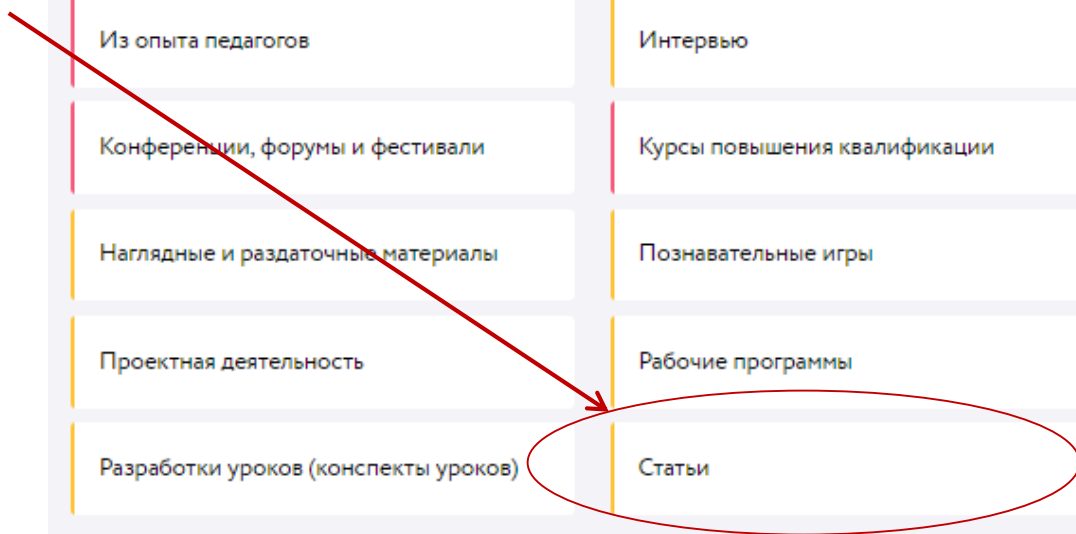 Из опыта педагогов
Интервью
Конференции, форумы и фестивали
Курсы повышения квалификации
Наглядные и раздаточные материалы
Познавательные игры
Проектная деятельность
Рабочие программы
Разработки уроков (конспекты уроков)
Статьи